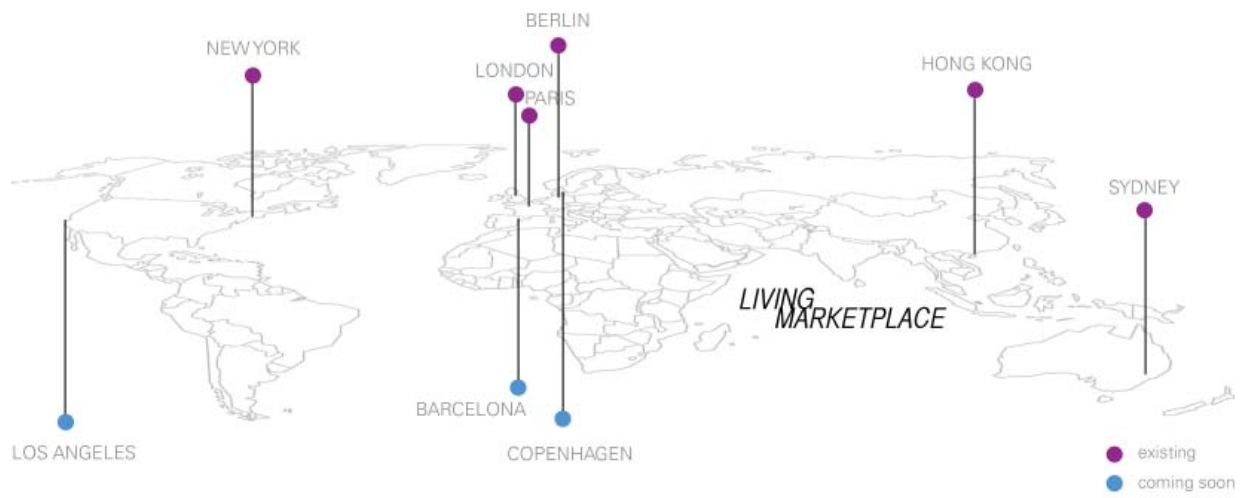 BERLIN
NEW YORK
LONDON
PARIS
HONG KONG
SYDNEY
LIVING
MARKETPLACE
BARCELONA
LOS ANGELES
COPENHAGEN
existing
coming soon